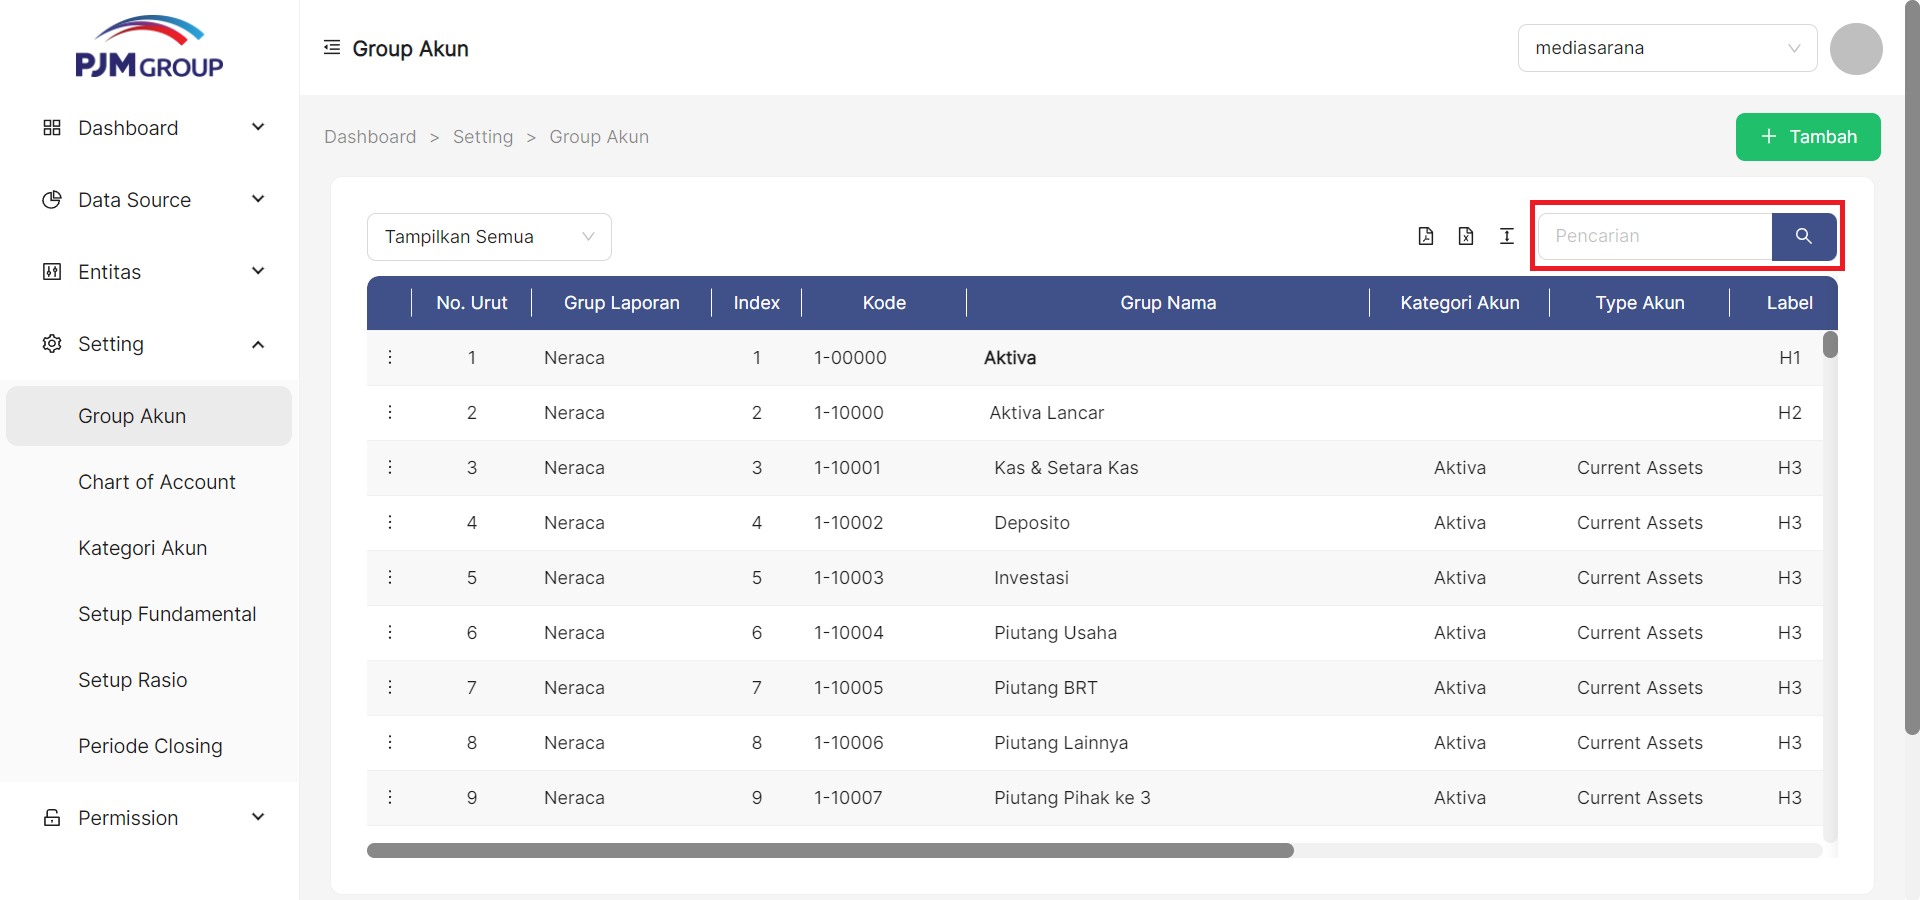 PJM GROUP
Group Akun
mediasarana
Dashboard
Data Source
Entitas
Setting
Group Akun
Chart of Account
Kategori Akun
Setup Fundamental
Setup Rasio
Periode Closing
Permission
Dashboard > Setting > Group Akun
+ Tambah
Tampilkan Semua
Pencarian
No. Urut Grup Laporan Index Kode Grup Nama Kategori Akun Type Akun Label
1 Neraca 1 1-00000 Aktiva H1
2 Neraca 2 1-10000 Aktiva Lancar H2
3 Neraca 3 1-10001 Kas & Setara Kas Aktiva Current Assets H3
4 Neraca 4 1-10002 Deposito Aktiva Current Assets H3
5 Neraca 5 1-10003 Investasi Aktiva Current Assets H3
6 Neraca 6 1-10004 Piutang Usaha Aktiva Current Assets H3
7 Neraca 7 1-10005 Piutang BRT Aktiva Current Assets H3
8 Neraca 8 1-10006 Piutang Lainnya Aktiva Current Assets H3
9 Neraca 9 1-10007 Piutang Pihak ke 3 Aktiva Current Assets H3